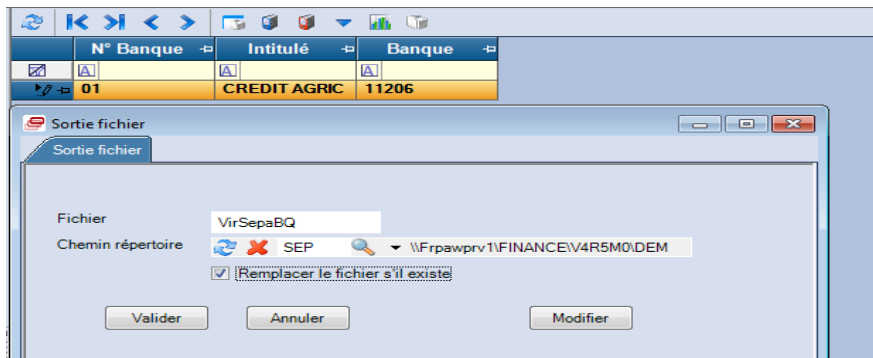 N° Banque Intitulé Banque
A A A
01 CREDIT AGRIC 11206
Sortie fichier
Sortie fichier
Fichier VirSepaBQ
Chemin répertoire SEP \\Frpawprv1\FINANCE\V4R5M0\DEM
Remplacer le fichier s'il existe
Valider Annuler Modifier